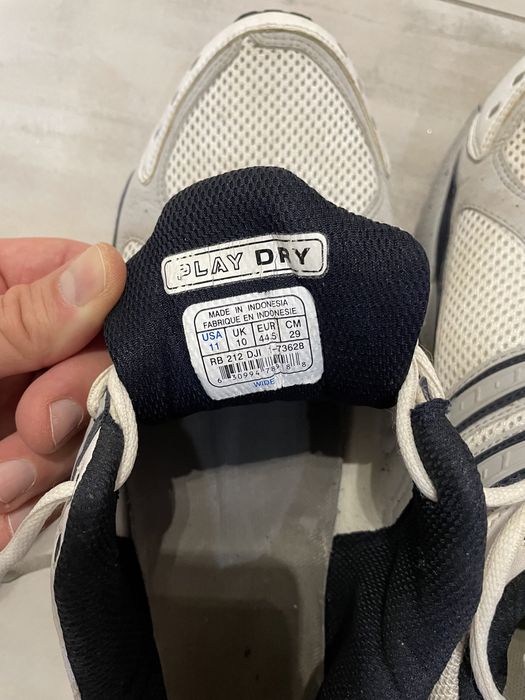 PLAY DRY
MADE IN INDONESIA
FABRIQUE EN INDONESIE
USA UK EUR CM
11 10 44.5 29
RB 212 DJI -73628
WIDE